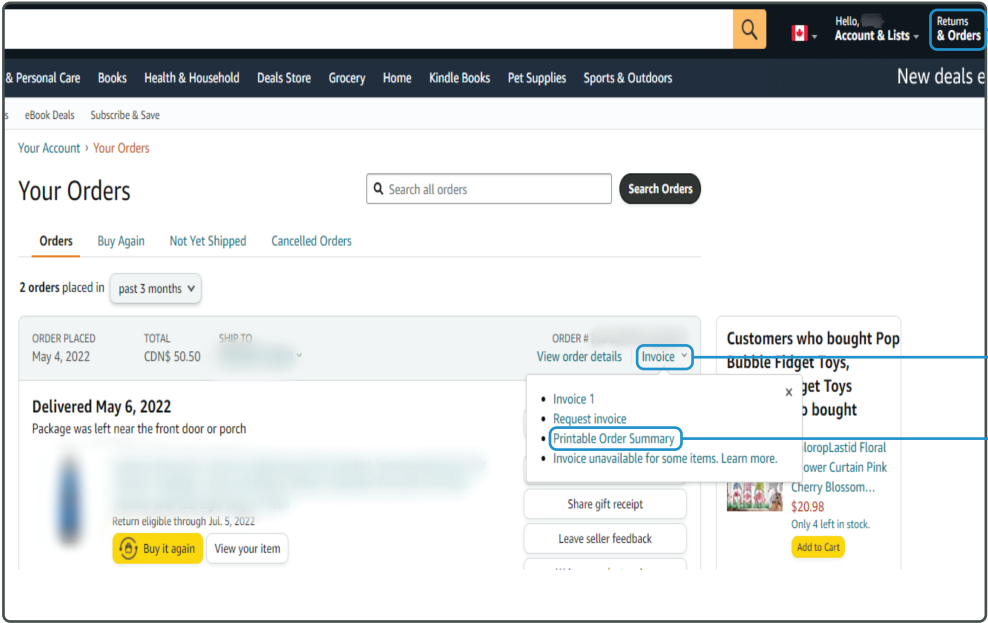 Hello,
Account & Lists
Returns
& Orders
& Personal Care Books Health & Household Deals Store Grocery Home Kindle Books Pet Supplies Sports & Outdoors New deals e
s eBook Deals Subscribe & Save
Your Account › Your Orders
Your Orders
Search all orders
Search Orders
Orders Buy Again Not Yet Shipped Cancelled Orders
2 orders placed in past 3 months
ORDER PLACED TOTAL SHIP TO ORDER #
May 4, 2022 CDN$ 50.50 View order details Invoice
Delivered May 6, 2022
Package was left near the front door or porch
Return eligible through Jul. 5, 2022
Buy it again View your item
x
• Invoice 1
• Request invoice
• Printable Order Summary
• Invoice unavailable for some items. Learn more.
Share gift receipt
Leave seller feedback
Customers who bought Pop
Bubble Fidget Toys,
get Toys
o bought
loropLastid Floral
ower Curtain Pink
Cherry Blossom…
$20.98
Only 4 left in stock.
Add to Cart